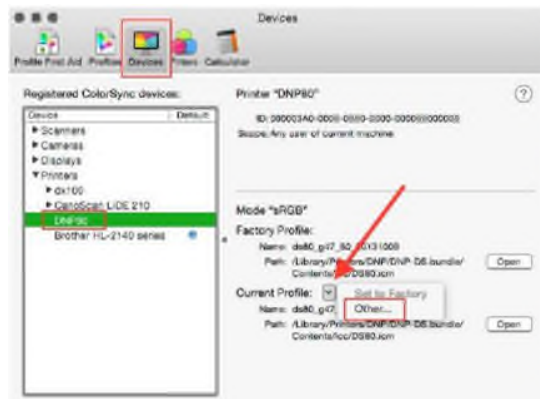 Devices
Profile First Aid Profiles Devices Filters Calculator
Registered ColorSync devices:
Device Default
Scanners
Cameras
Displays
Printers
dx100
CanoScan LiDE 210
DNP80
Brother HL-2140 series
Printer "DNP80"
?
Scope: Any user of current machine
Mode "sRGB"
Factory Profile:
Name:
Path: /Library/Printers/DNP/DNP-DS.bundle/
Contents/Icc/DS80.icm
Open
Current Profile:
Set to Factory
Other...
Name: ds80_g47
Path: /Library/Printers/DNP/DNP-DS.bundle/
Contents/Icc/DS80.icm
Open